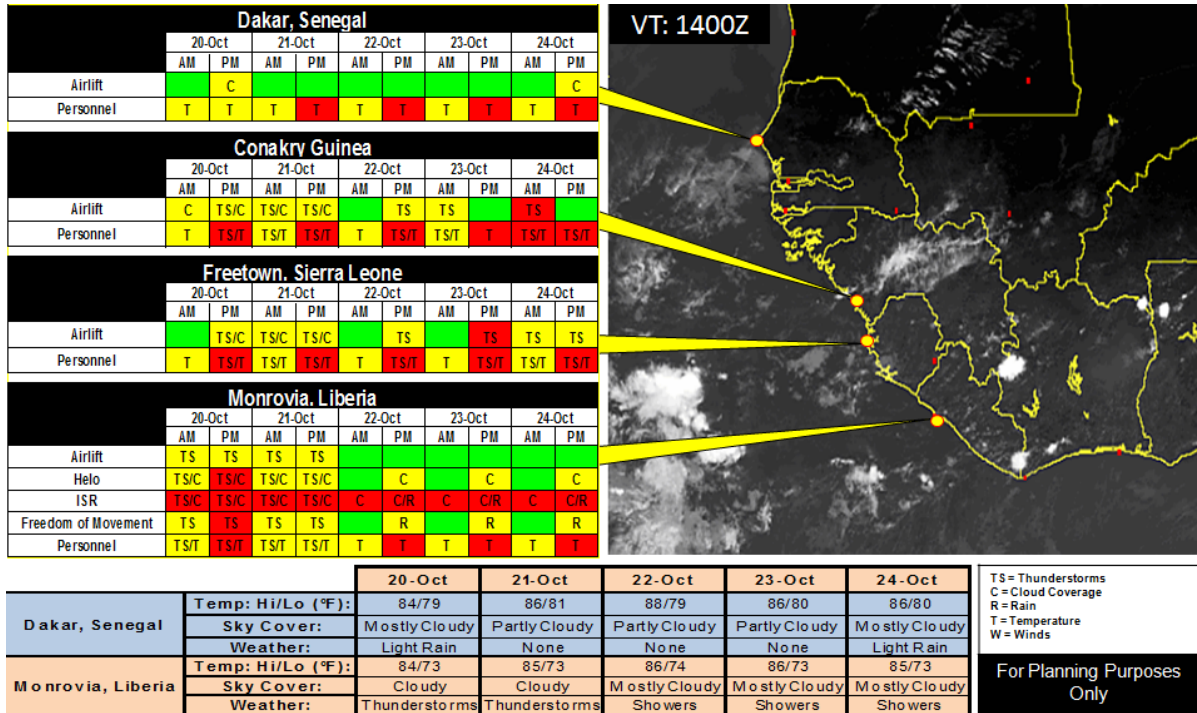 Dakar, Senegal
20-Oct 21-Oct 22-Oct 23-Oct 24-Oct
AM PM AM PM AM PM AM PM AM PM
Airlift C C
Personnel T T T T T T T T T T
Conakry Guinea
20-Oct 21-Oct 22-Oct 23-Oct 24-Oct
AM PM AM PM AM PM AM PM AM PM
Airlift C TS/C TS/C TS/C TS TS TS
Personnel T TS/T TS/T TS/T T TS/T TS/T T TS/T TS/T
Freetown. Sierra Leone
20-Oct 21-Oct 22-Oct 23-Oct 24-Oct
AM PM AM PM AM PM AM PM AM PM
Airlift TS/C TS/C TS/C TS TS TS TS
Personnel T TS/T TS/T TS/T T TS/T T TS/T TS/T TS/T
Monrovia. Liberia
20-Oct 21-Oct 22-Oct 23-Oct 24-Oct
AM PM AM PM AM PM AM PM AM PM
Airlift TS TS TS TS
Helo TS/C TS/C TS/C TS/C C C C
ISR TS/C TS/C TS/C TS/C C C/R C C/R C C/R
Freedom of Movement TS TS TS TS R R R
Personnel TS/T TS/T TS/T TS/T T T T T T T
VT: 1400Z
20-Oct 21-Oct 22-Oct 23-Oct 24-Oct
Dakar, Senegal
Temp: Hi/Lo (°F): 84/79 86/81 88/79 86/80 86/80
Sky Cover: Mostly Cloudy Partly Cloudy Partly Cloudy Partly Cloudy Mostly Cloudy
Weather: Light Rain None None None Light Rain
Monrovia, Liberia
Temp: Hi/Lo (°F): 84/73 85/73 86/74 86/73 85/73
Sky Cover: Cloudy Cloudy Mostly Cloudy Mostly Cloudy Mostly Cloudy
Weather: Thunderstorms Thunderstorms Showers Showers Showers
TS = Thunderstorms
C = Cloud Coverage
R = Rain
T = Temperature
W = Winds
For Planning Purposes
Only